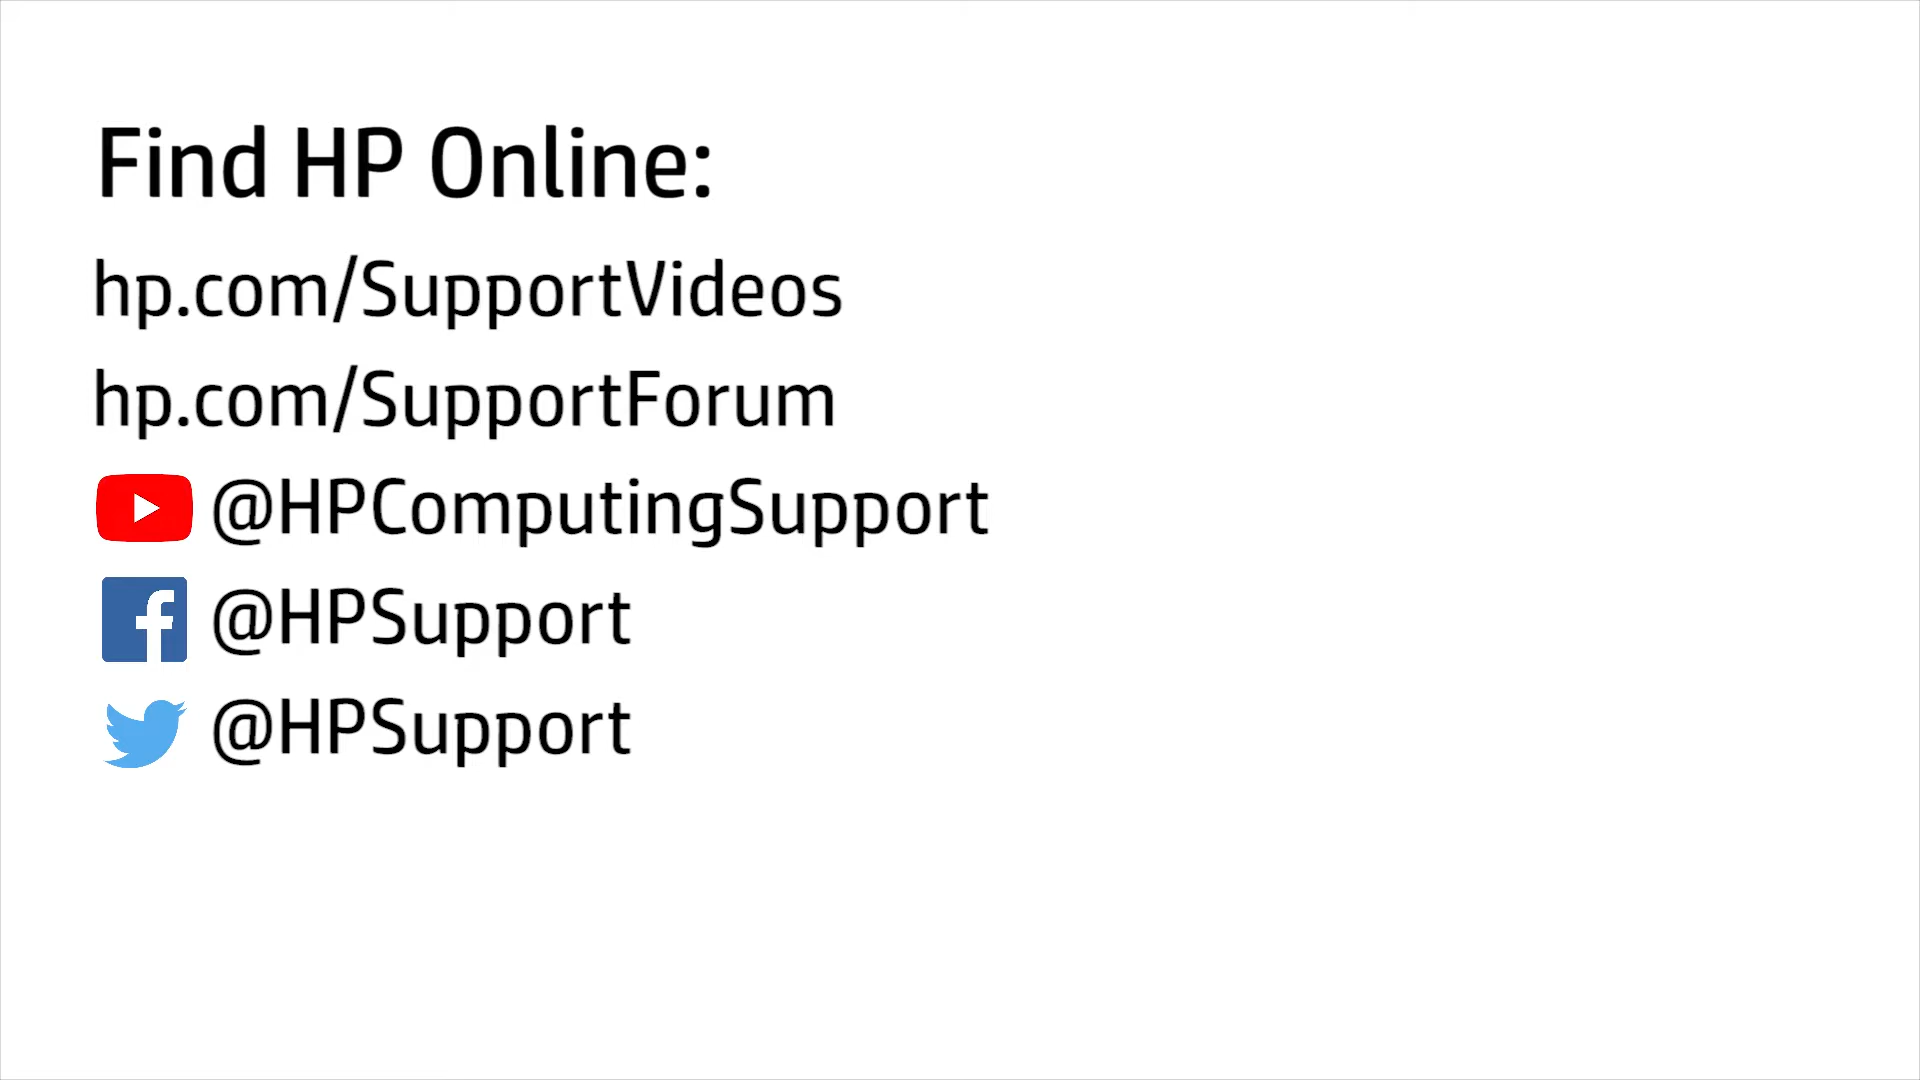 Find HP Online:
hp.com/SupportVideos
hp.com/SupportForum
@HPComputingSupport
@HPSupport
@HPSupport